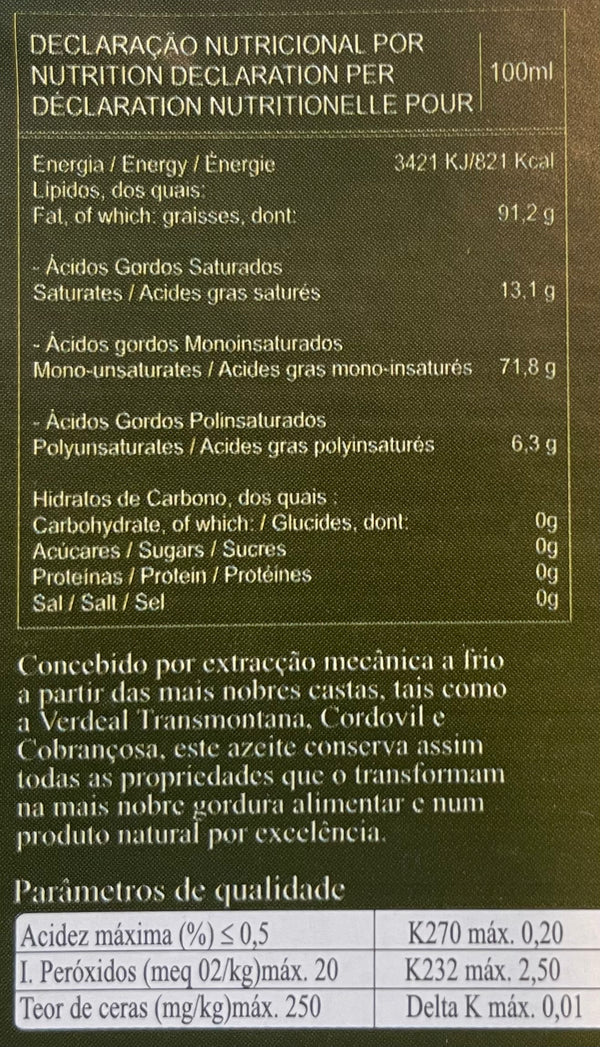 DECLARAÇÃO NUTRICIONAL POR
NUTRITION DECLARATION PER 100ml
DÉCLARATION NUTRITIONELLE POUR
Energia / Energy / Énergie 3421 KJ/821 Kcal
Lipidos, dos quais:
Fat, of which: graisses, dont: 91,2 g
- Ácidos Gordos Saturados
Saturates / Acides gras saturés 13,1 g
- Ácidos gordos Monoinsaturados
Mono-unsaturates / Acides gras mono-insaturés 71,8 g
- Ácidos Gordos Polinsaturados
Polyunsaturates / Acides gras polyinsaturés 6,3 g
Hidratos de Carbono, dos quais :
Carbohydrate, of which: / Glucides, dont: 0g
Acúcares / Sugars / Sucres 0g
Proteínas / Protein / Protéines 0g
Sal / Salt / Sel 0g
Concebido por extracção mecânica a frio
a partir das mais nobres castas, tais como
a Verdeal Transmontana, Cordovil e
Cobrançosa, este azeite conserva assim
todas as propriedades que o transformam
na mais nobre gordura alimentar e num
produto natural por excelência.
Parâmetros de qualidade
Acidez máxima (%) ≤ 0,5 K270 máx. 0,20
I. Peróxidos (meq 02/kg)máx. 20 K232 máx. 2,50
Teor de ceras (mg/kg)máx. 250 Delta K máx. 0,01